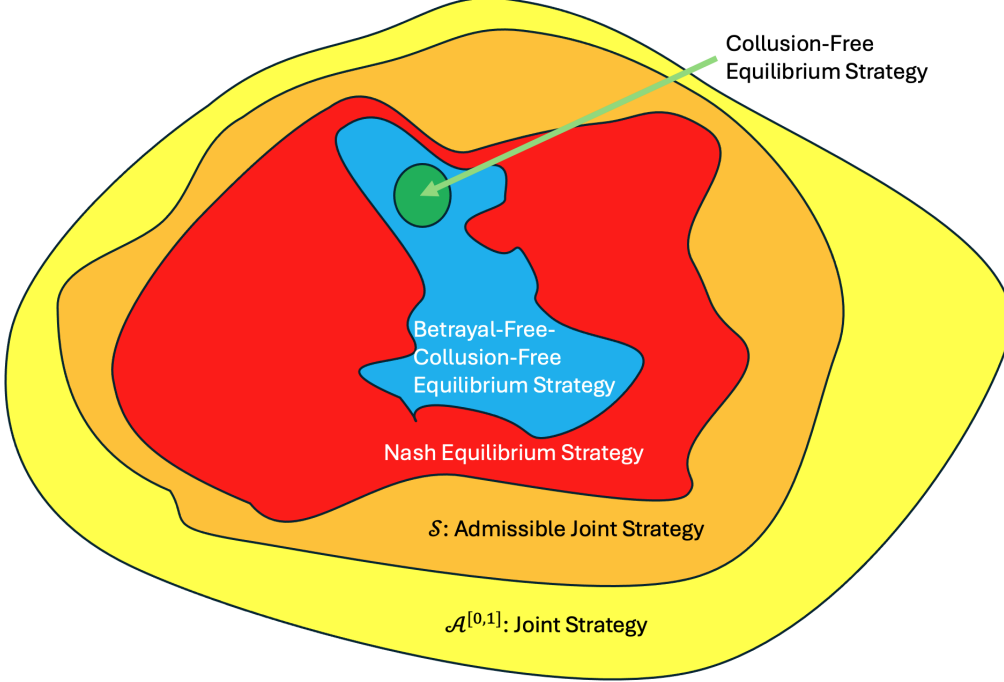 Collusion-Free
Equilibrium Strategy
Betrayal-Free-
Collusion-Free
Equilibrium Strategy
Nash Equilibrium Strategy
𝒮: Admissible Joint Strategy
𝒜^[0,1]: Joint Strategy